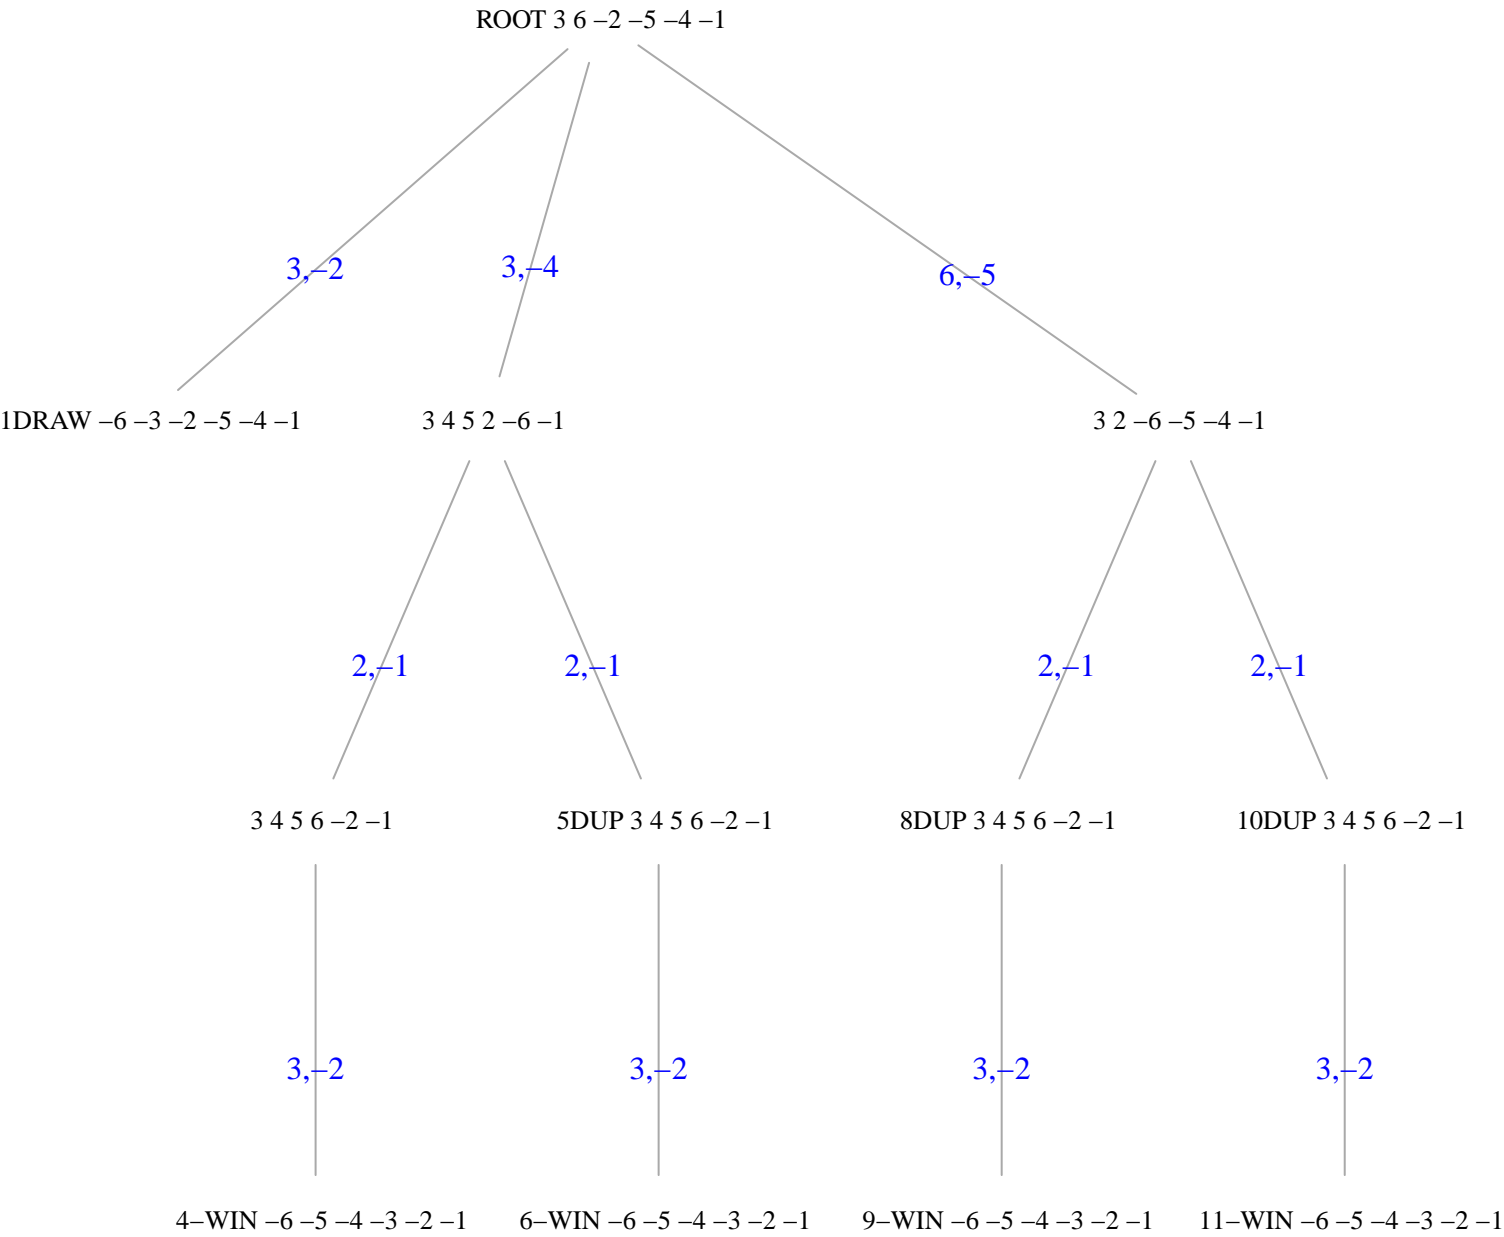 ROOT 3 6 –2 –5 –4 –1
3,–2
3,–4
6,–5
1DRAW –6 –3 –2 –5 –4 –1
3 4 5 2 –6 –1
3 2 –6 –5 –4 –1
2,–1
2,–1
2,–1
2,–1
3 4 5 6 –2 –1
5DUP 3 4 5 6 –2 –1
8DUP 3 4 5 6 –2 –1
10DUP 3 4 5 6 –2 –1
3,–2
3,–2
3,–2
3,–2
4–WIN –6 –5 –4 –3 –2 –1
6–WIN –6 –5 –4 –3 –2 –1
9–WIN –6 –5 –4 –3 –2 –1
11–WIN –6 –5 –4 –3 –2 –1